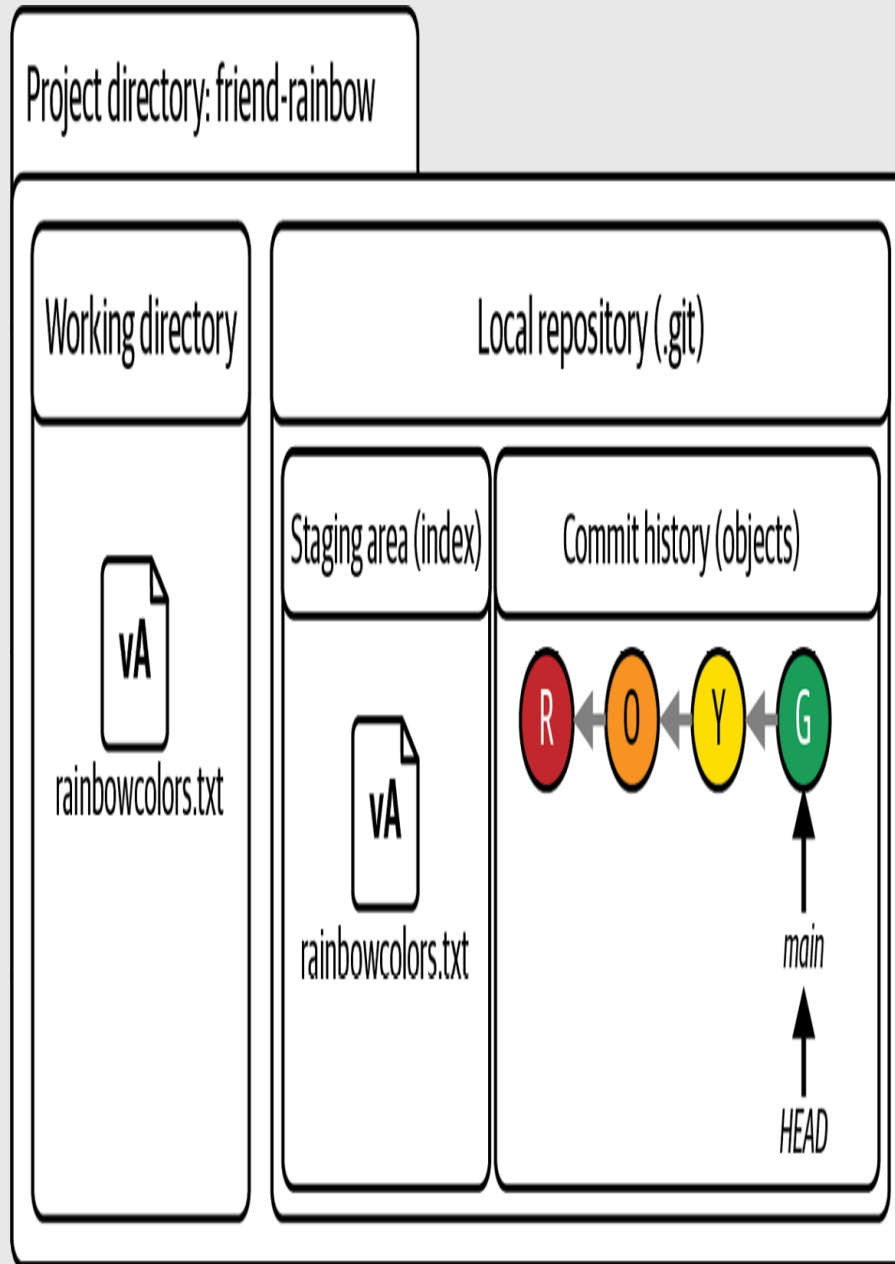 Project directory: friend-rainbow
Working directory
Local repository (.git)
Staging area (index)
Commit history (objects)
vA
rainbowcolors.txt
vA
rainbowcolors.txt
R O Y G
main
HEAD